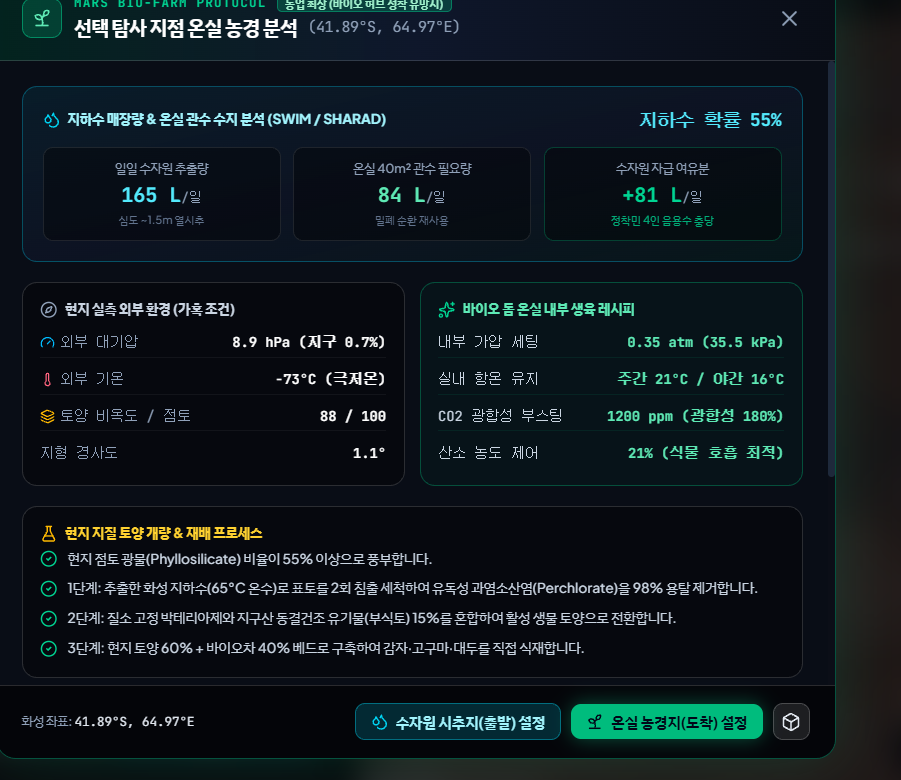 MARS BIO-FARM PROTOCOL 농업 최상 (바이오 허브 정착 유망지)
선택 탐사 지점 온실 농경 분석 (41.89°S, 64.97°E)
지하수 매장량 & 온실 관수 수지 분석 (SWIM / SHARAD) 지하수 확률 55%
일일 수자원 추출량
165 L/일
심도 ~1.5m 열시추
온실 40m² 관수 필요량
84 L/일
밀폐 순환 재사용
수자원 자급 여유분
+81 L/일
정착민 4인 음용수 충당
현지 실측 외부 환경 (가혹 조건)
외부 대기압 8.9 hPa (지구 0.7%)
외부 기온 -73°C (극저온)
토양 비옥도 / 점토 88 / 100
지형 경사도 1.1°
바이오 돔 온실 내부 생육 레시피
내부 가압 세팅 0.35 atm (35.5 kPa)
실내 항온 유지 주간 21°C / 야간 16°C
CO2 광합성 부스팅 1200 ppm (광합성 180%)
산소 농도 제어 21% (식물 호흡 최적)
현지 지질 토양 개량 & 재배 프로세스
현지 점토 광물(Phyllosilicate) 비율이 55% 이상으로 풍부합니다.
1단계: 추출한 화성 지하수(65°C 온수)로 표토를 2회 침출 세척하여 유독성 과염소산염(Perchlorate)을 98% 용탈 제거합니다.
2단계: 질소 고정 박테리아제와 지구산 동결건조 유기물(부식토) 15%를 혼합하여 활성 생물 토양으로 전환합니다.
3단계: 현지 토양 60% + 바이오차 40% 베드로 구축하여 감자·고구마·대두를 직접 식재합니다.
화성 좌표: 41.89°S, 64.97°E
수자원 시추지(출발) 설정
온실 농경지(도착) 설정